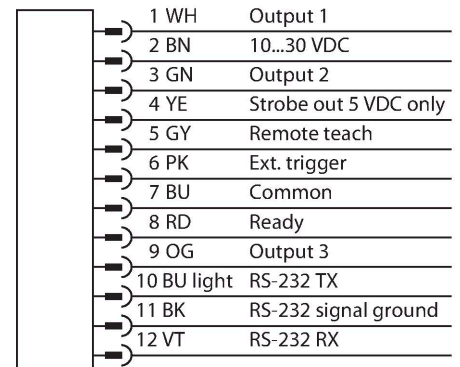 1 WH Output 1
2 BN 10...30 VDC
3 GN Output 2
4 YE Strobe out 5 VDC only
5 GY Remote teach
6 PK Ext. trigger
7 BU Common
8 RD Ready
9 OG Output 3
10 BU light RS-232 TX
11 BK RS-232 signal ground
12 VT RS-232 RX